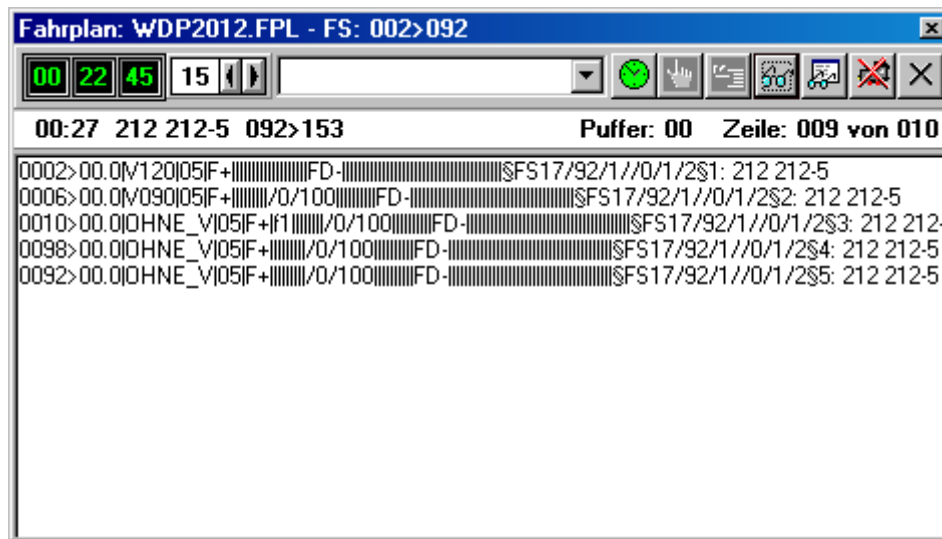 Fahrplan: WDP2012.FPL - FS: 002>092
00 22 45 15
00:27 212 212-5 092>153 Puffer: 00 Zeile: 009 von 010
0002>00.0|V120|05|F+||||||||||||||||||FD-||||||||||||||||||||||||||||||||||||§FS17/92/1//0/1/2§1: 212 212-5
0006>00.0|V090|05|F+||||||||/0/100|||||||||FD-||||||||||||||||||||||||||||||||||||§FS17/92/1//0/1/2§2: 212 212-5
0010>00.0|OHNE_V|05|F+|f1|||||||/0/100|||||||||FD-||||||||||||||||||||||||||||||||||||§FS17/92/1//0/1/2§3: 212 212-
0098>00.0|OHNE_V|05|F+||||||||/0/100|||||||||FD-||||||||||||||||||||||||||||||||||||§FS17/92/1//0/1/2§4: 212 212-5
0092>00.0|OHNE_V|05|F+||||||||/0/100|||||||||FD-||||||||||||||||||||||||||||||||||||§FS17/92/1//0/1/2§5: 212 212-5